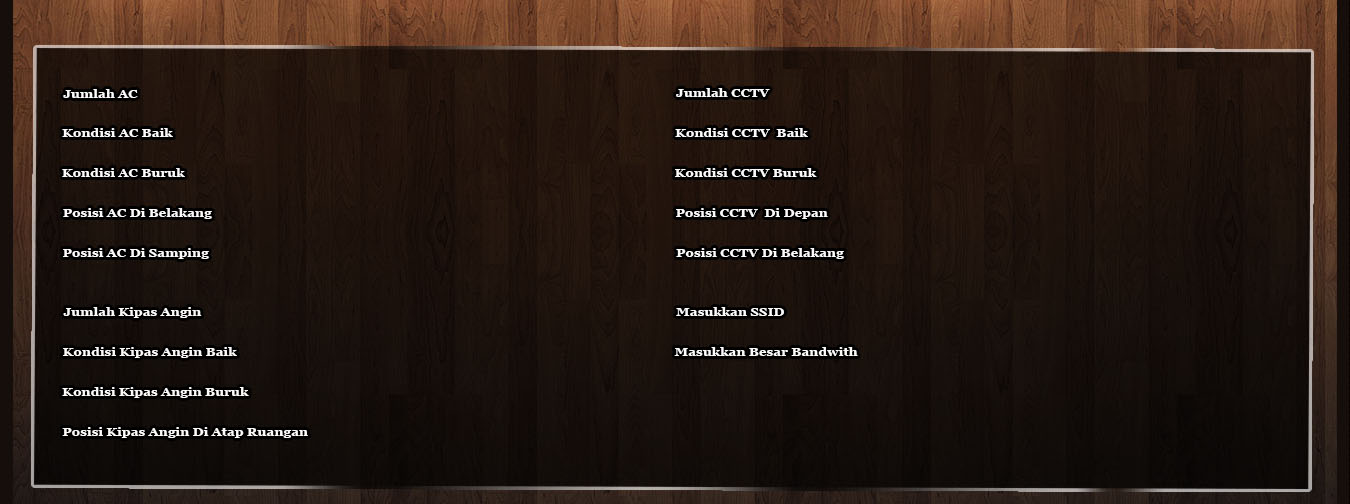 Jumlah AC
Kondisi AC Baik
Kondisi AC Buruk
Posisi AC Di Belakang
Posisi AC Di Samping
Jumlah Kipas Angin
Kondisi Kipas Angin Baik
Kondisi Kipas Angin Buruk
Posisi Kipas Angin Di Atap Ruangan
Jumlah CCTV
Kondisi CCTV  Baik
Kondisi CCTV Buruk
Posisi CCTV  Di Depan
Posisi CCTV Di Belakang
Masukkan SSID
Masukkan Besar Bandwith